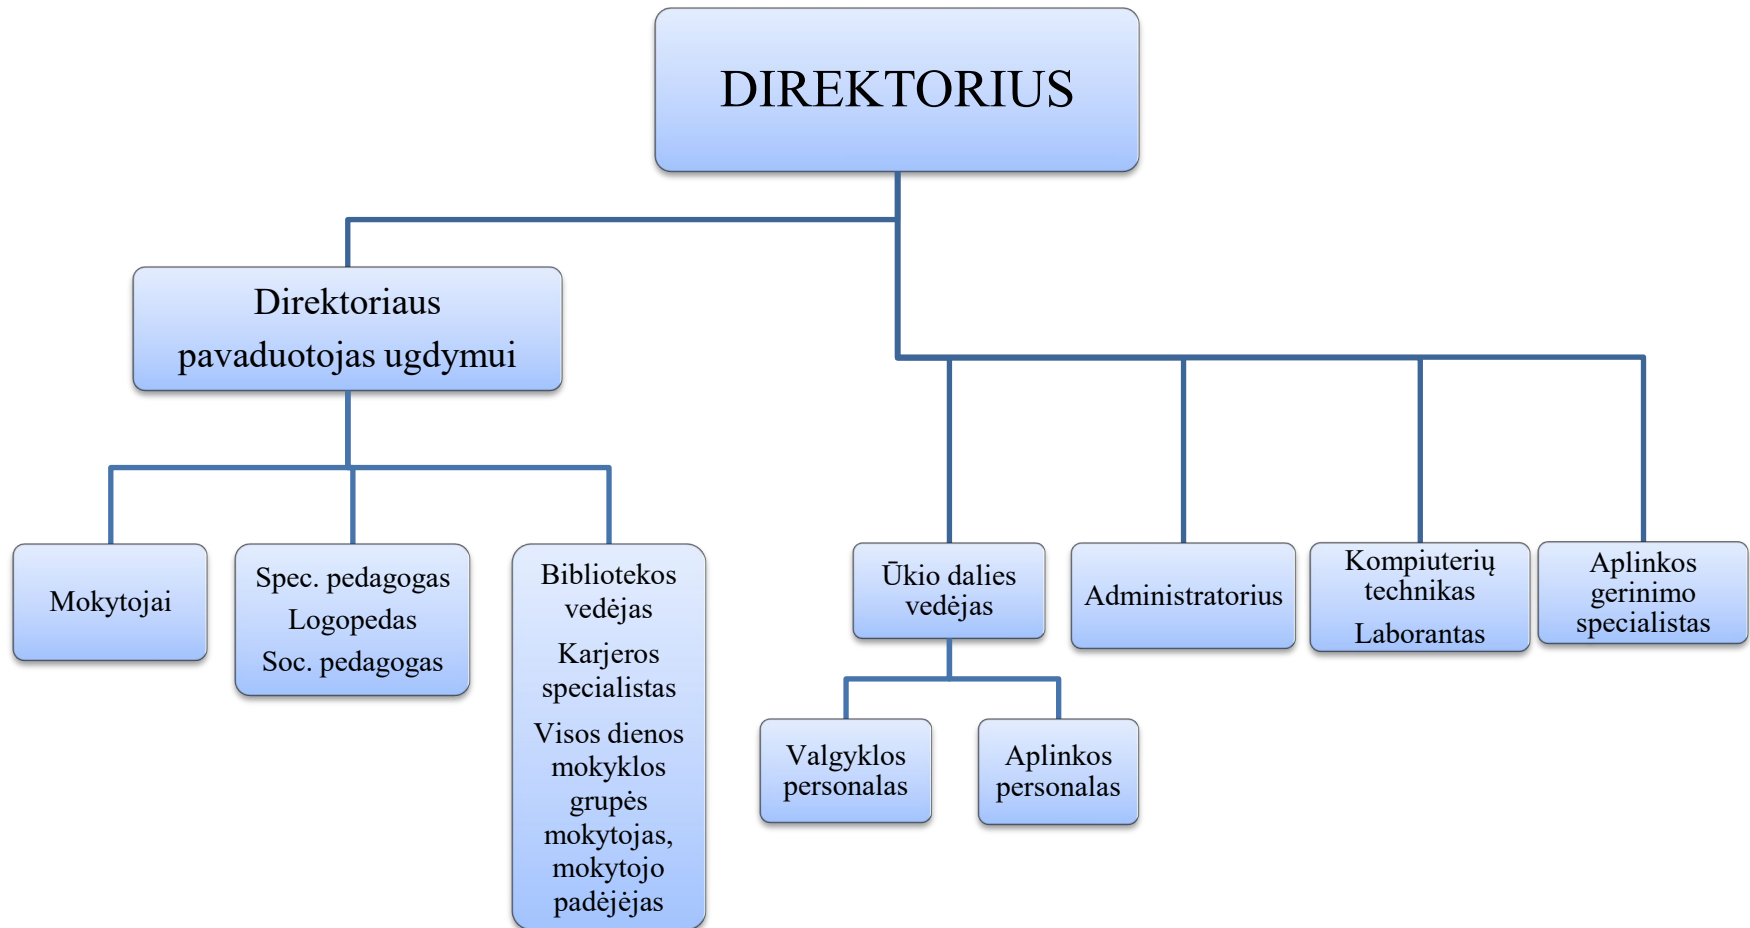 DIREKTORIUS
Direktoriaus
pavaduotojas ugdymui
Mokytojai
Spec. pedagogas
Logopedas
Soc. pedagogas
Bibliotekos
vedėjas
Karjeros
specialistas
Visos dienos
mokyklos
grupės
mokytojas,
mokytojo
padėjėjas
Ūkio dalies
vedėjas
Administratorius
Kompiuterių
technikas
Laborantas
Aplinkos
gerinimo
specialistas
Valgyklos
personalas
Aplinkos
personalas